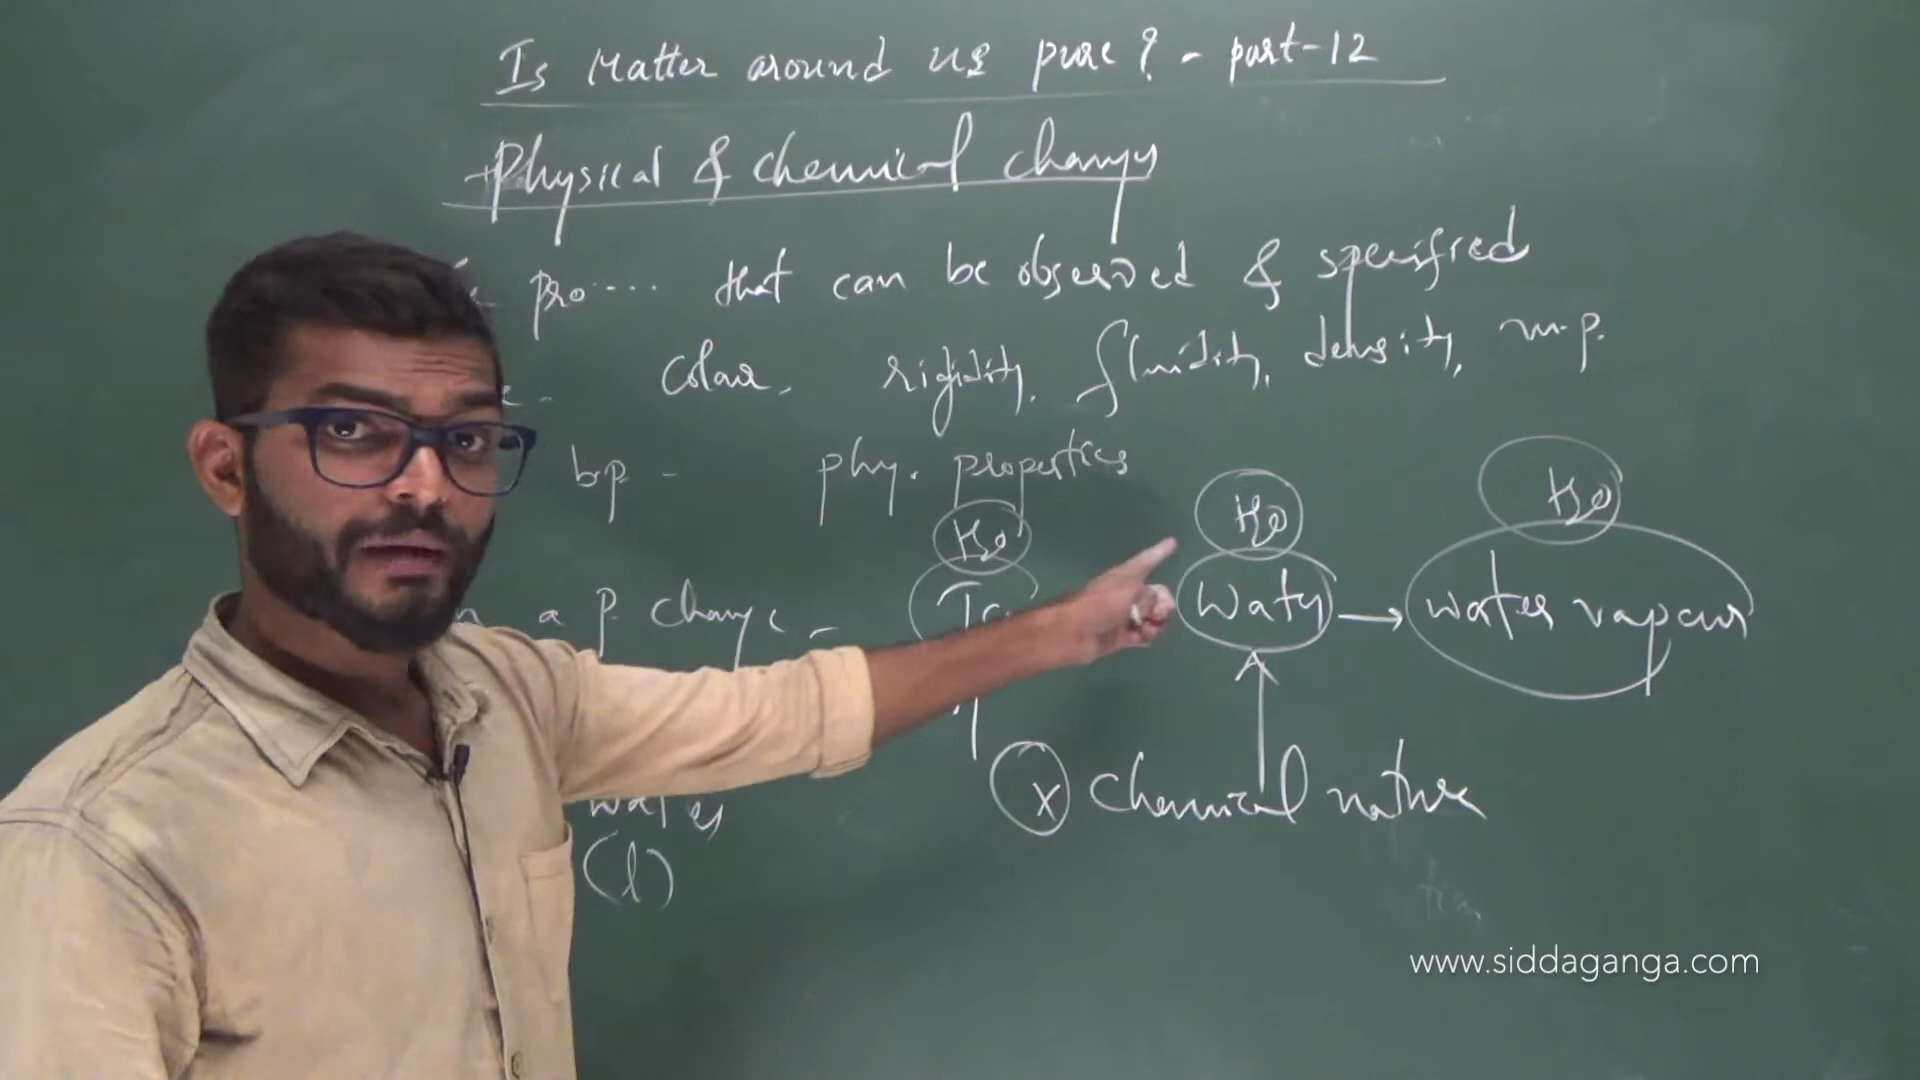 Is Matter around us pure? - part-12
Physical & chemical changes
pro.... that can be observed & specified
colour. rigidity. fluidity, density, m.p.
bp - phy. properties
H₂O H₂O H₂O
a p change - Water → water vapour
water x Chemical nature
(l)
www.siddaganga.com